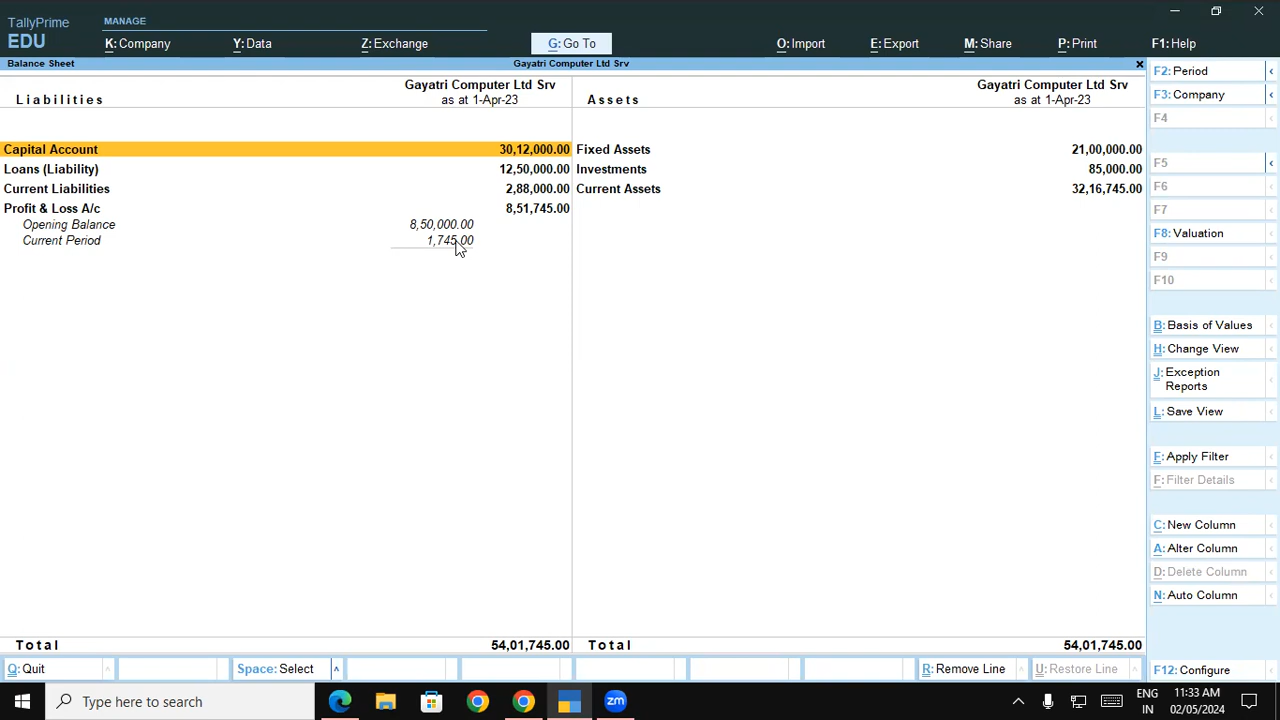 TallyPrime
EDU
MANAGE
K: Company
Y: Data
Z: Exchange
G: Go To
O: Import
E: Export
M: Share
P: Print
F1: Help
Balance Sheet
Gayatri Computer Ltd Srv
Liabilities
Gayatri Computer Ltd Srv
as at 1-Apr-23
Assets
Gayatri Computer Ltd Srv
as at 1-Apr-23
Capital Account 30,12,000.00
Loans (Liability) 12,50,000.00
Current Liabilities 2,88,000.00
Profit & Loss A/c 8,51,745.00
Opening Balance 8,50,000.00
Current Period 1,745.00
Fixed Assets 21,00,000.00
Investments 85,000.00
Current Assets 32,16,745.00
Total 54,01,745.00
Total 54,01,745.00
F2: Period
F3: Company
F4
F5
F6
F7
F8: Valuation
F9
F10
B: Basis of Values
H: Change View
J: Exception
Reports
L: Save View
F: Apply Filter
F: Filter Details
C: New Column
A: Alter Column
D: Delete Column
N: Auto Column
F12: Configure
Q: Quit
Space: Select
R: Remove Line
U: Restore Line
Type here to search
zm
ENG
IN
11:33 AM
02/05/2024